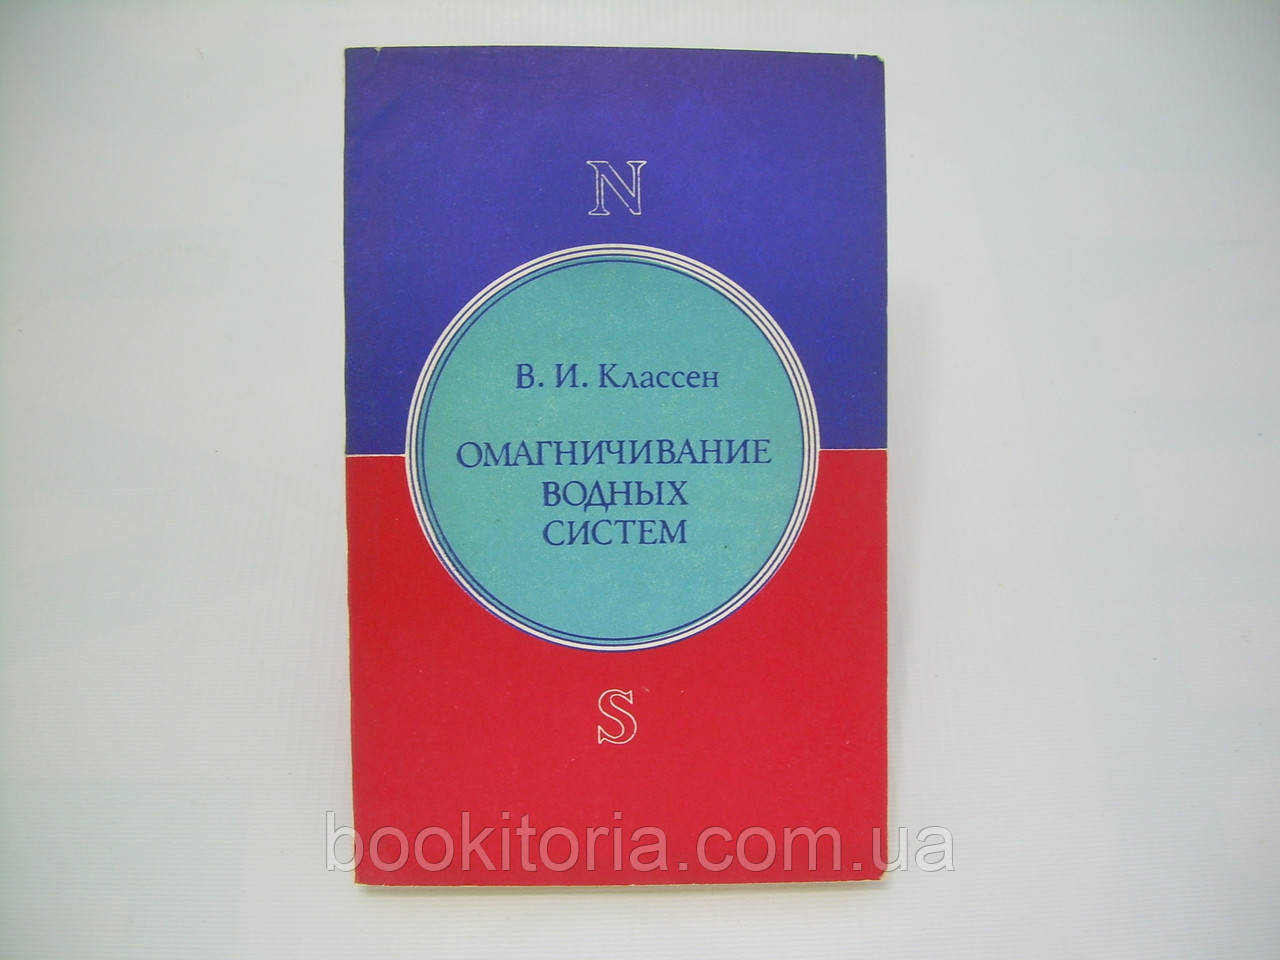 N
В. И. Классен
ОМАГНИЧИВАНИЕ
ВОДНЫХ
СИСТЕМ
S
bookitoria.com.ua